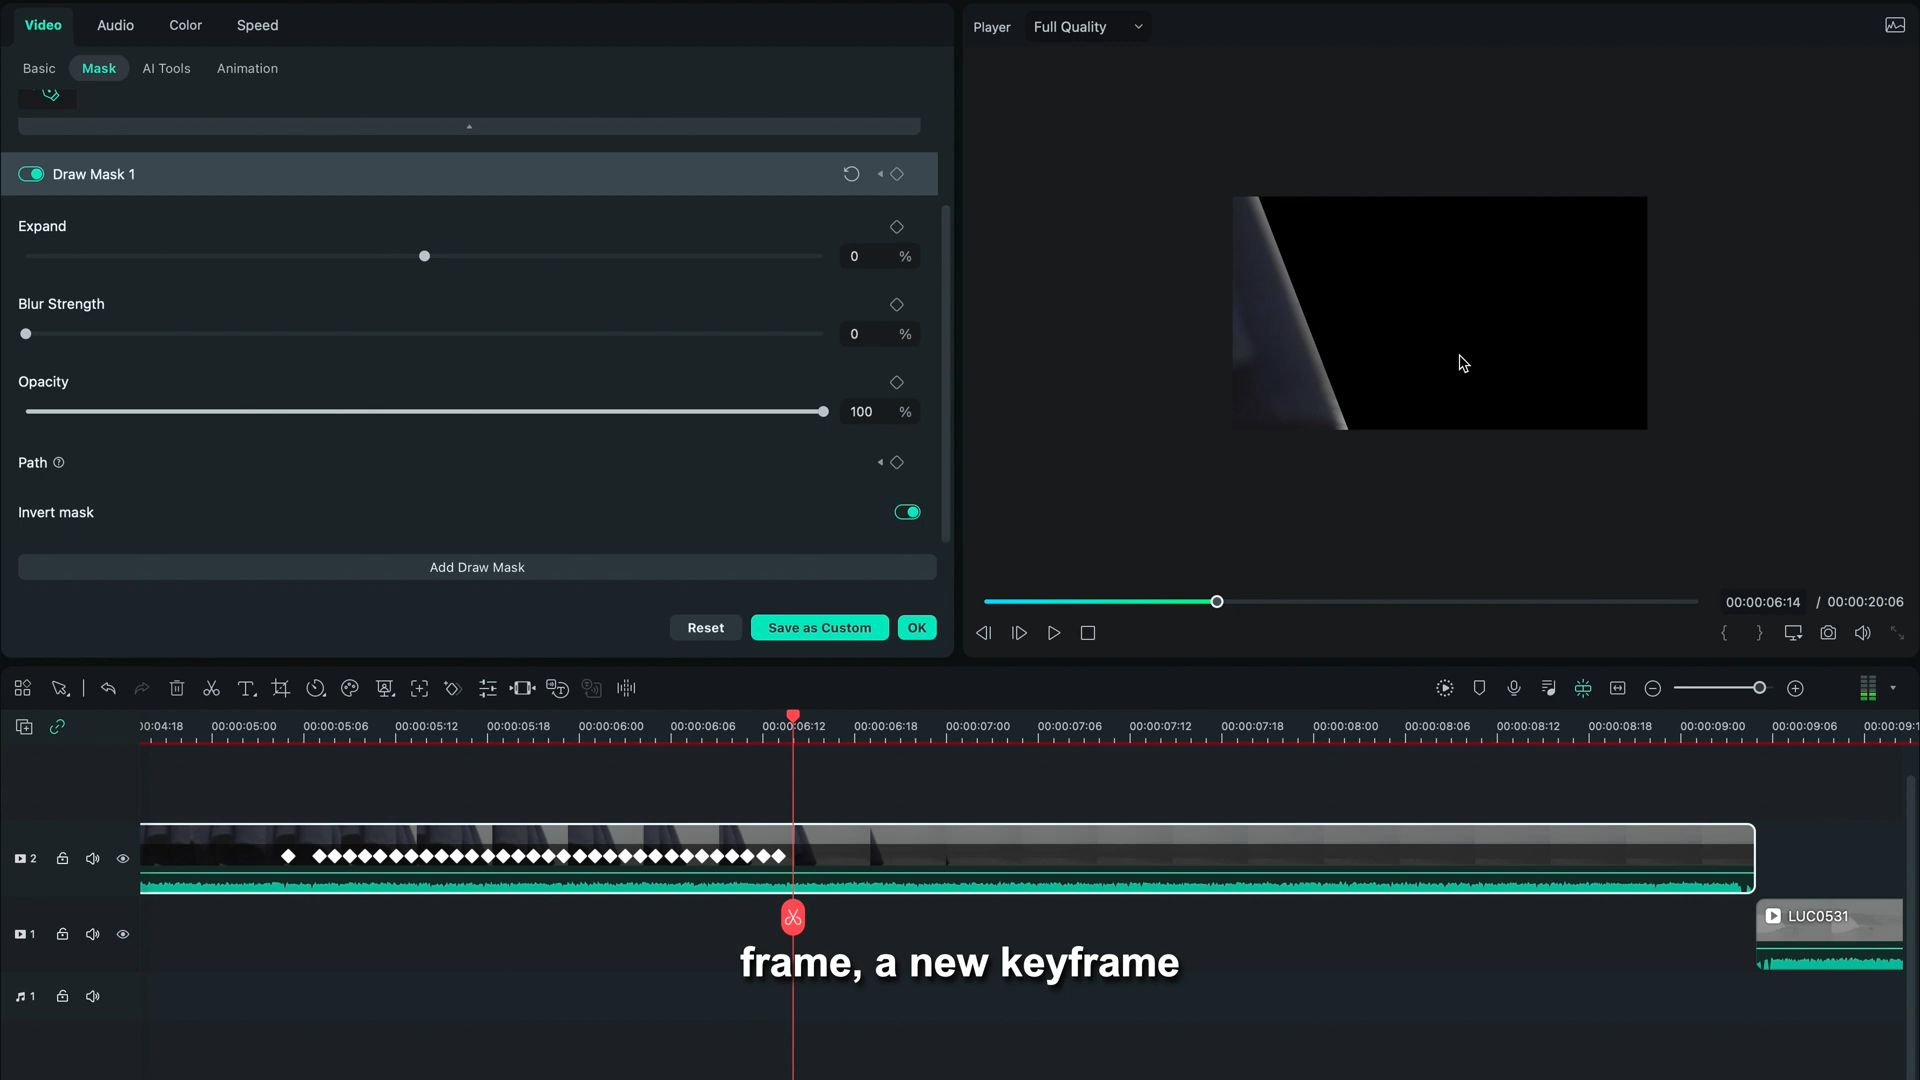 Video Audio Color Speed
Player Full Quality
Basic Mask AI Tools Animation
Draw Mask 1
Expand
0 %
Blur Strength
0 %
Opacity
100 %
Path
Invert mask
Add Draw Mask
Reset Save as Custom OK
00:00:06:14 / 00:00:20:06
00:04:18 00:00:05:00 00:00:05:06 00:00:05:12 00:00:05:18 00:00:06:00 00:00:06:06 00:00:06:12 00:00:06:18 00:00:07:00 00:00:07:06 00:00:07:12 00:00:07:18 00:00:08:00 00:00:08:06 00:00:08:12 00:00:08:18 00:00:09:00 00:00:09:06 00:00:09:1
2
1 LUC0531
frame, a new keyframe
1